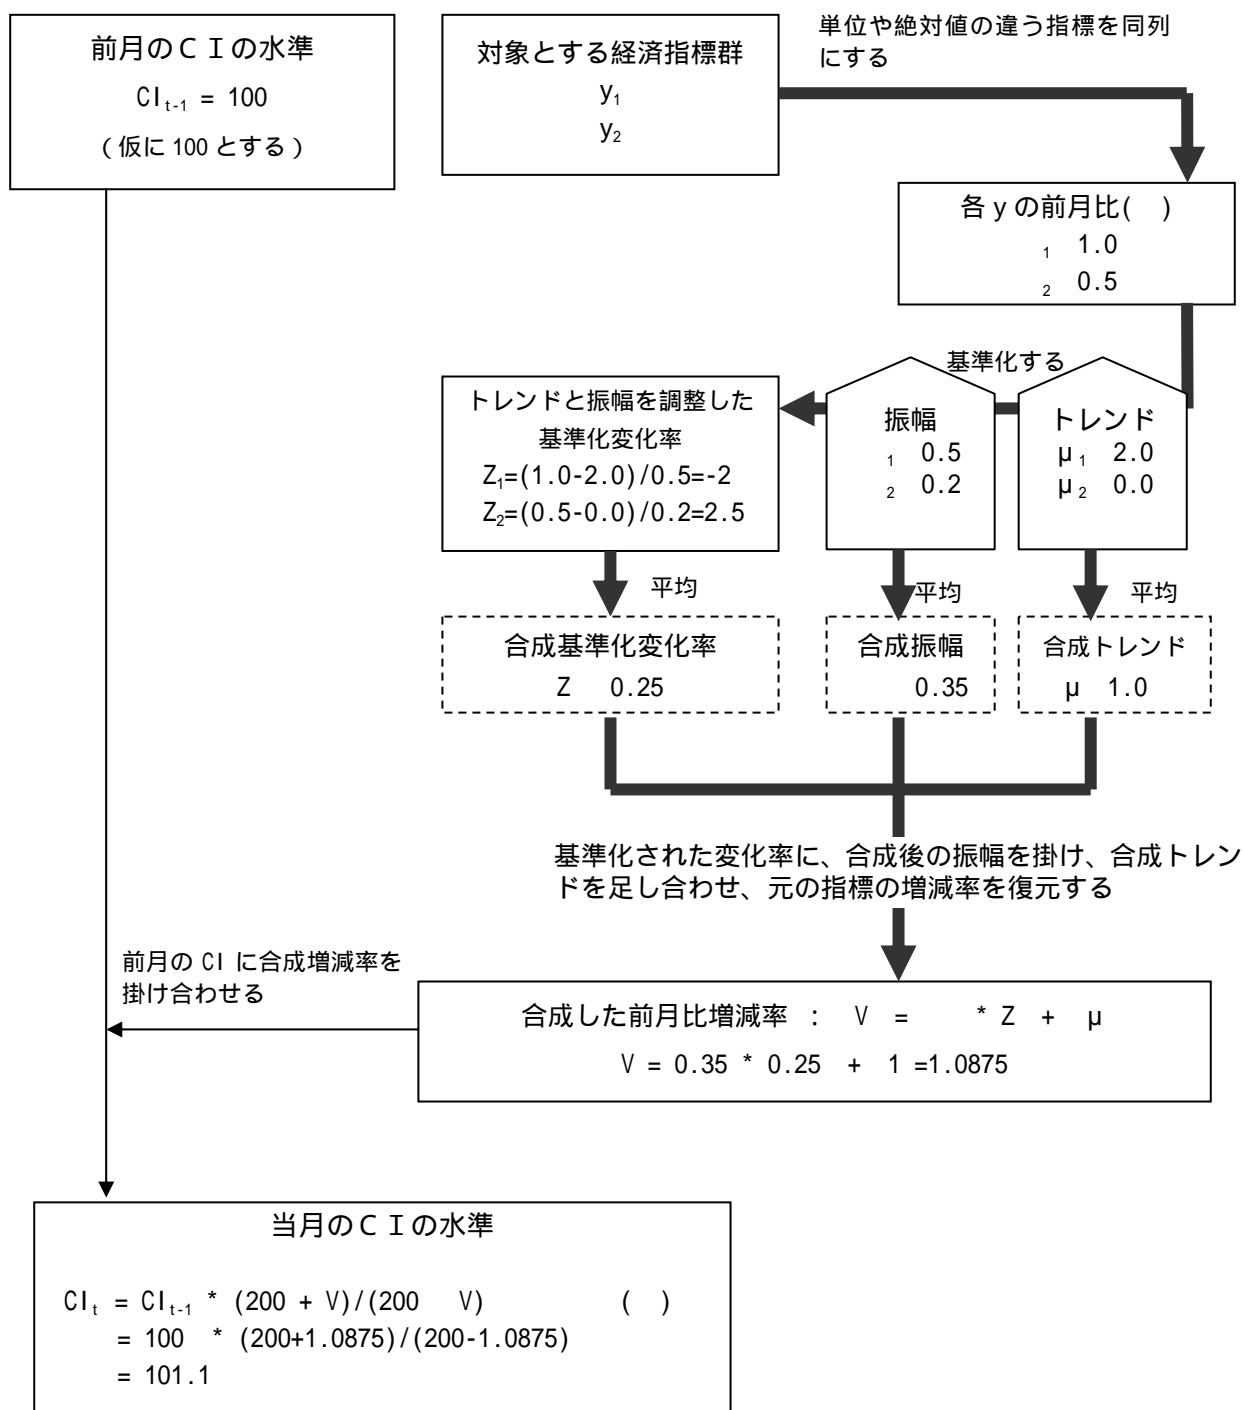 前月のＣＩの水準
CIt-1 = 100
（仮に 100 とする）
対象とする経済指標群
y1
y2
単位や絶対値の違う指標を同列
にする
各 y の前月比(　)
1 1.0
2 0.5
基準化する
トレンドと振幅を調整した
基準化変化率
Z1=(1.0-2.0)/0.5=-2
Z2=(0.5-0.0)/0.2=2.5
振幅
1 0.5
2 0.2
トレンド
μ1 2.0
μ2 0.0
平均
平均
平均
合成基準化変化率
Z 0.25
合成振幅
0.35
合成トレンド
μ 1.0
基準化された変化率に、合成後の振幅を掛け、合成トレン
ドを足し合わせ、元の指標の増減率を復元する
前月の CI に合成増減率を
掛け合わせる
合成した前月比増減率 ： V = * Z + μ
V = 0.35 * 0.25 + 1 =1.0875
当月のＣＩの水準
CIt = CIt-1 * (200 + V)/(200 V) (　)
= 100 * (200+1.0875)/(200-1.0875)
= 101.1